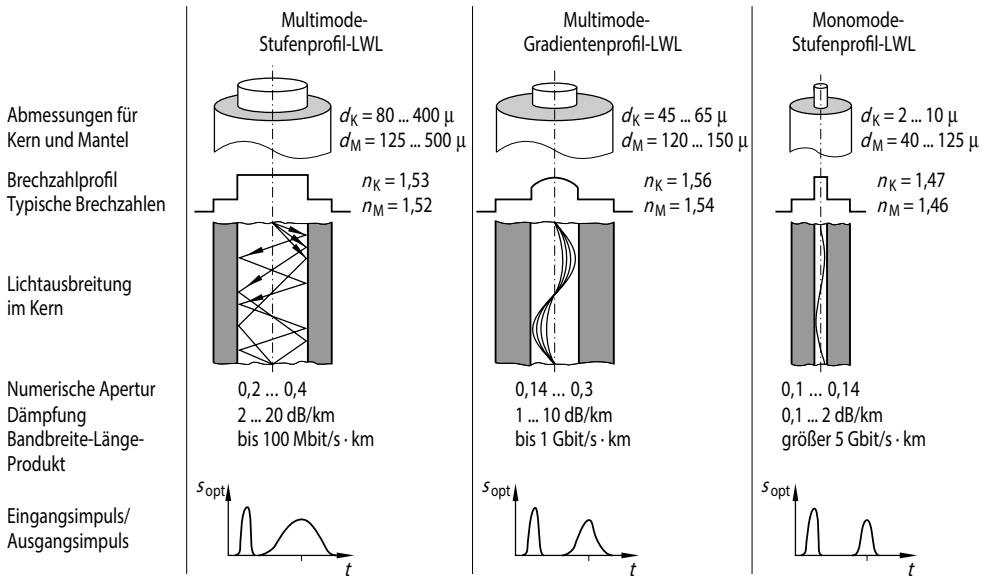 Multimode-
Stufenprofil-LWL
Multimode-
Gradientenprofil-LWL
Monomode-
Stufenprofil-LWL
Abmessungen für
Kern und Mantel
d_K = 80 ... 400 µ
d_M = 125 ... 500 µ
d_K = 45 ... 65 µ
d_M = 120 ... 150 µ
d_K = 2 ... 10 µ
d_M = 40 ... 125 µ
Brechzahlprofil
Typische Brechzahlen
n_K = 1,53
n_M = 1,52
n_K = 1,56
n_M = 1,54
n_K = 1,47
n_M = 1,46
Lichtausbreitung
im Kern
Numerische Apertur
0,2 ... 0,4
0,14 ... 0,3
0,1 ... 0,14
Dämpfung
2 ... 20 dB/km
1 ... 10 dB/km
0,1 ... 2 dB/km
Bandbreite-Länge-
Produkt
bis 100 Mbit/s · km
bis 1 Gbit/s · km
größer 5 Gbit/s · km
Eingangsimpuls/
Ausgangsimpuls
s_opt
t
s_opt
t
s_opt
t